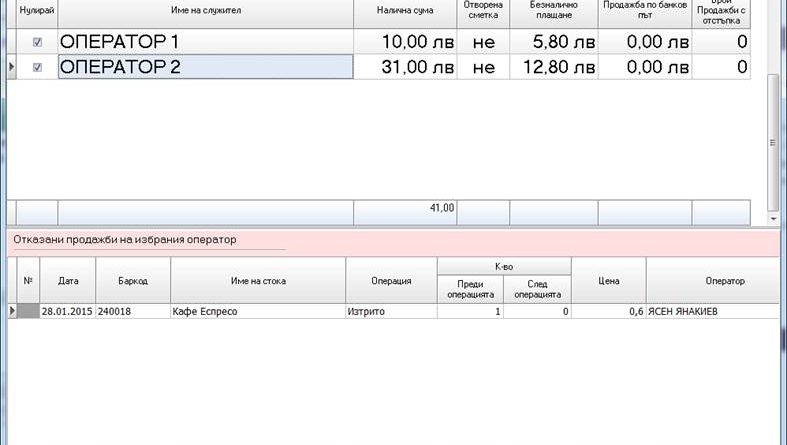 Нулирай Име на служител Налична сума Отворена сметка Безналично плащане Продажба по банков път Брой Продажби с отстъпка
ОПЕРАТОР 1 10,00 лв не 5,80 лв 0,00 лв 0
ОПЕРАТОР 2 31,00 лв не 12,80 лв 0,00 лв 0
41,00
Отказани продажби на избрания оператор
№ Дата Баркод Име на стока Операция К-во Преди операцията След операцията Цена Оператор
28.01.2015 240018 Кафе Еспресо Изтрито 1 0 0,6 ЯСЕН ЯНАКИЕВ